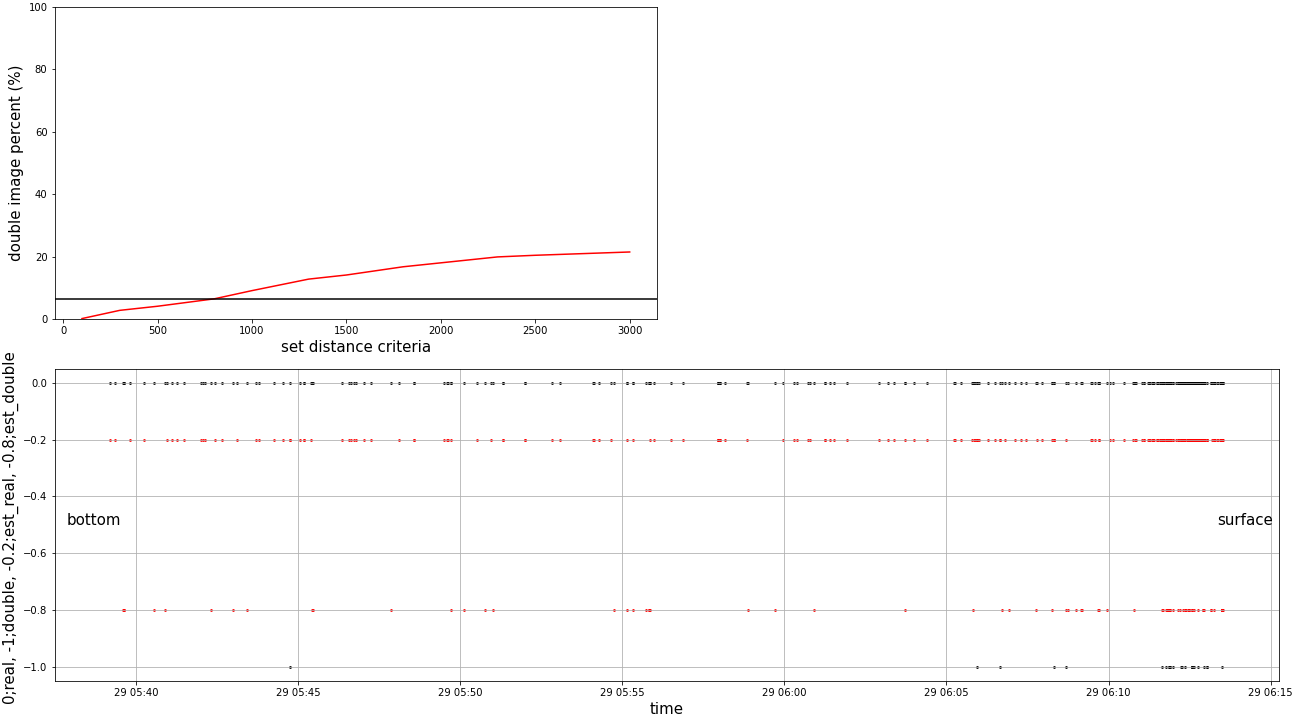 100
80
60
40
20
0
double image percent (%)
0 500 1000 1500 2000 2500 3000
set distance criteria
0;real, -1;double, -0.2;est_real, -0.8;est_double
0.0
−0.2
−0.4
bottom surface
−0.6
−0.8
−1.0
29 05:40 29 05:45 29 05:50 29 05:55 29 06:00 29 06:05 29 06:10 29 06:15
time